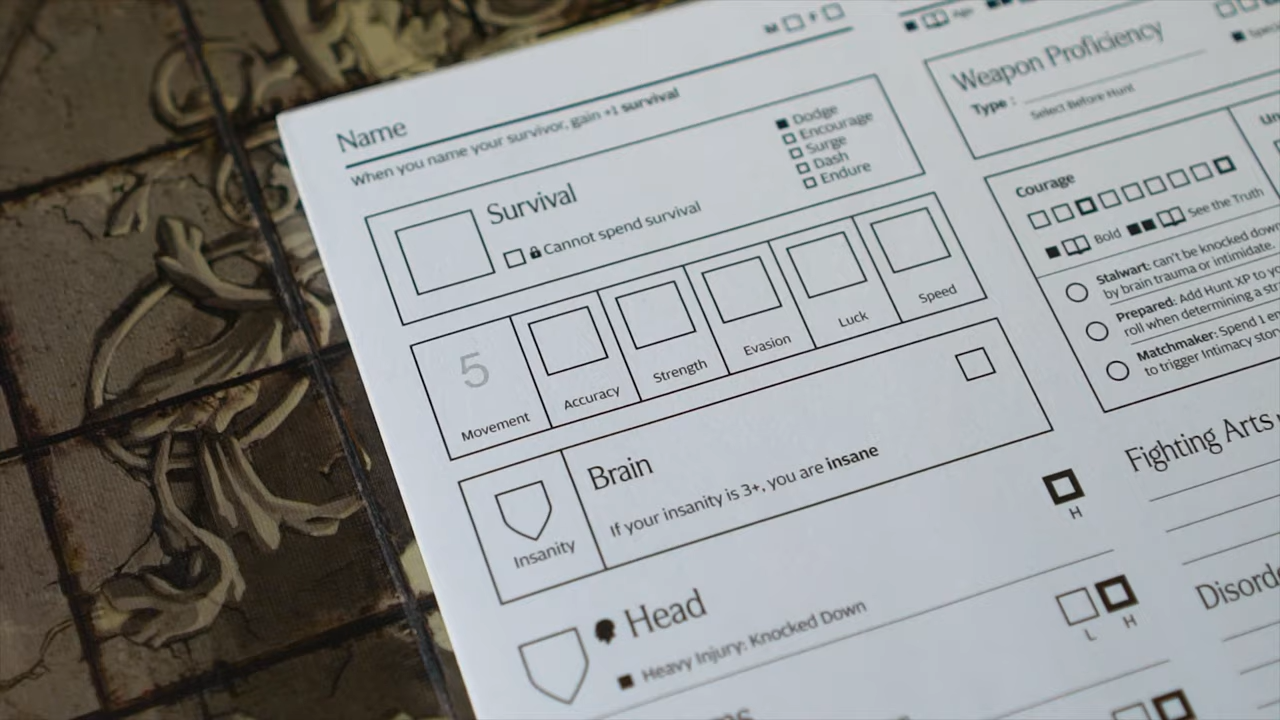 M F
Name
When you name your survivor, gain +1 survival
Survival
Cannot spend survival
Dodge
Encourage
Surge
Dash
Endure
5
Movement
Accuracy
Strength
Evasion
Luck
Speed
Insanity
Brain
If your insanity is 3+, you are insane
H
Head
Heavy Injury: Knocked Down
L H
Age
Weapon Proficiency
Type :
Select Before Hunt
Courage
Bold See the Truth
Stalwart: can't be knocked down
by brain trauma or intimidate.
Prepared: Add Hunt XP to
roll when determining a
Matchmaker: Spend 1
to trigger Intimacy
Fighting Arts